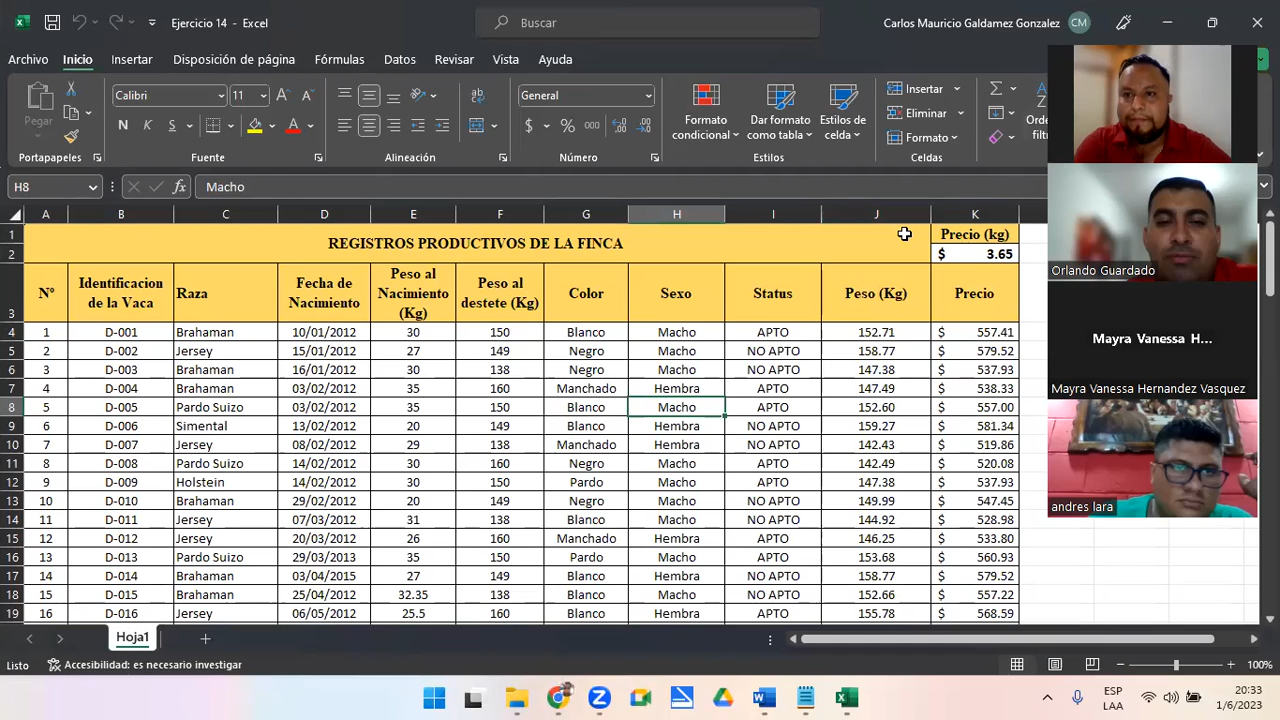 Ejercicio 14 - Excel
Buscar
Carlos Mauricio Galdamez Gonzalez CM
Archivo Inicio Insertar Disposición de página Fórmulas Datos Revisar Vista Ayuda
Pegar
Calibri 11
General
N K S A
$ % 000
Formato condicional
Dar formato como tabla
Estilos de celda
Insertar
Eliminar
Formato
Portapapeles Fuente Alineación Número Estilos Celdas
H8 fx Macho
A B C D E F G H I J K
1 REGISTROS PRODUCTIVOS DE LA FINCA Precio (kg)
2 $ 3.65
3 N° Identificacion de la Vaca Raza Fecha de Nacimiento Peso al Nacimiento (Kg) Peso al destete (Kg) Color Sexo Status Peso (Kg) Precio
4 1 D-001 Brahaman 10/01/2012 30 150 Blanco Macho APTO 152.71 $ 557.41
5 2 D-002 Jersey 15/01/2012 27 149 Negro Macho NO APTO 158.77 $ 579.52
6 3 D-003 Brahaman 16/01/2012 30 138 Negro Macho NO APTO 147.38 $ 537.93
7 4 D-004 Brahaman 03/02/2012 35 160 Manchado Hembra APTO 147.49 $ 538.33
8 5 D-005 Pardo Suizo 03/02/2012 35 150 Blanco Macho APTO 152.60 $ 557.00
9 6 D-006 Simental 13/02/2012 20 149 Blanco Hembra NO APTO 159.27 $ 581.34
10 7 D-007 Jersey 08/02/2012 29 138 Manchado Hembra NO APTO 142.43 $ 519.86
11 8 D-008 Pardo Suizo 14/02/2012 30 160 Negro Macho APTO 142.49 $ 520.08
12 9 D-009 Holstein 14/02/2012 30 150 Pardo Macho APTO 147.38 $ 537.93
13 10 D-010 Brahaman 29/02/2012 20 149 Negro Macho NO APTO 149.99 $ 547.45
14 11 D-011 Jersey 07/03/2012 31 138 Blanco Macho NO APTO 144.92 $ 528.98
15 12 D-012 Jersey 20/03/2012 26 160 Manchado Hembra APTO 146.25 $ 533.80
16 13 D-013 Pardo Suizo 29/03/2013 35 150 Pardo Macho APTO 153.68 $ 560.93
17 14 D-014 Brahaman 03/04/2015 27 149 Blanco Hembra NO APTO 158.77 $ 579.52
18 15 D-015 Brahaman 25/04/2012 32.35 138 Blanco Macho NO APTO 152.66 $ 557.22
19 16 D-016 Jersey 06/05/2012 25.5 160 Blanco Hembra APTO 155.78 $ 568.59
Orlando Guardado
Mayra Vanessa H...
Mayra Vanessa Hernandez Vasquez
andres lara
Hoja1
Listo Accesibilidad: es necesario investigar 100%
ESP LAA
20:33
1/6/2023